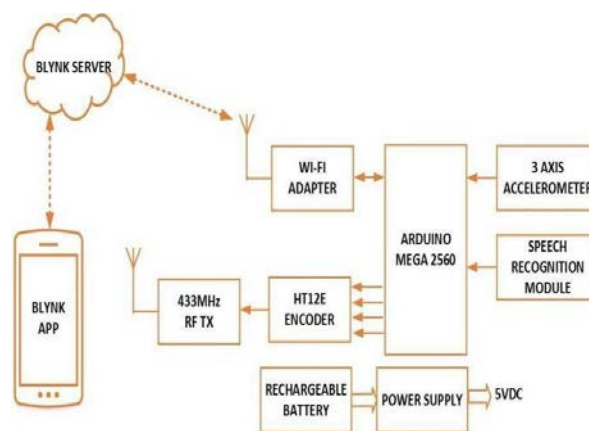 BLYNK SERVER
WI-FI
ADAPTER
ARDUINO
MEGA 2560
3 AXIS
ACCELEROMETER
SPEECH
RECOGNITION
MODULE
BLYNK
APP
433MHz
RF TX
HT12E
ENCODER
RECHARGEABLE
BATTERY
POWER SUPPLY
5VDC